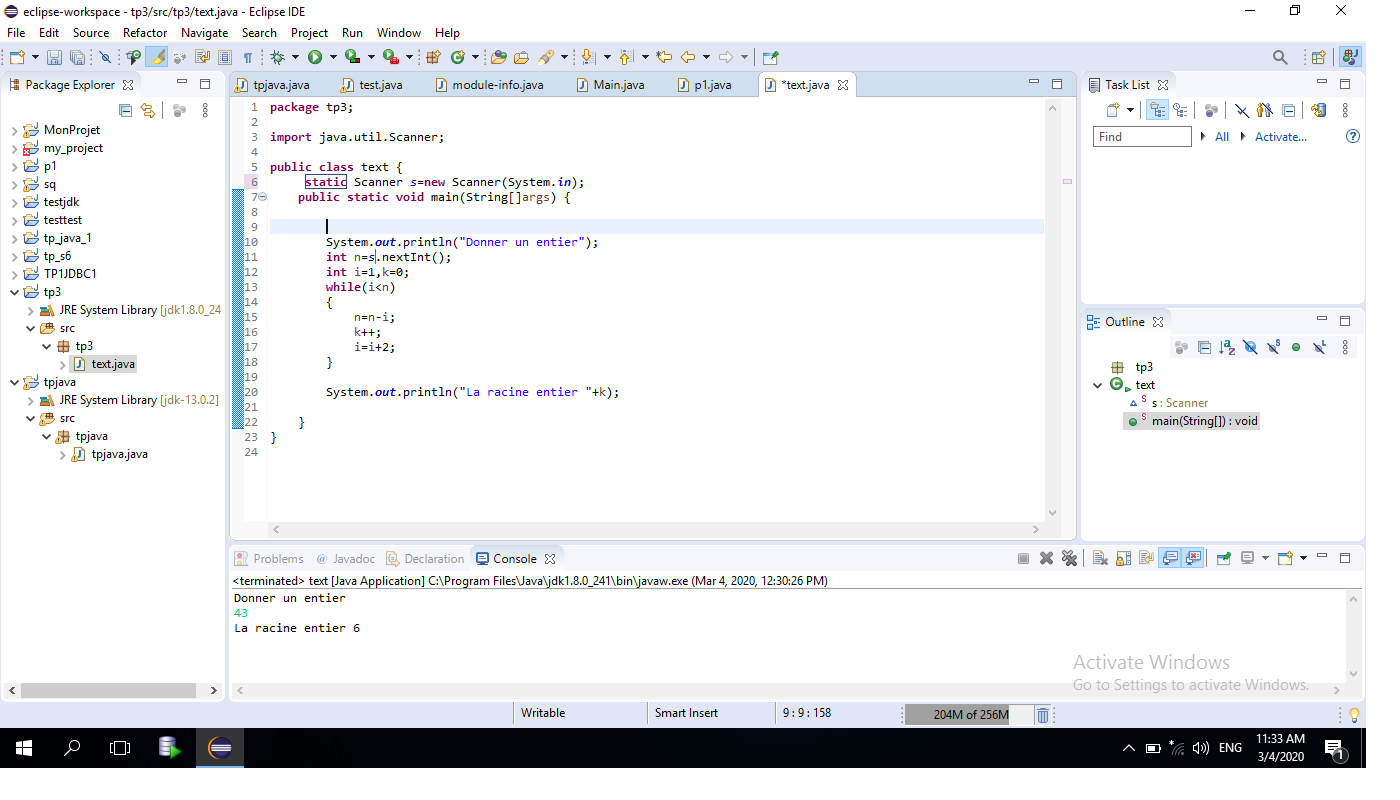 eclipse-workspace - tp3/src/tp3/text.java - Eclipse IDE
File Edit Source Refactor Navigate Search Project Run Window Help
Package Explorer
MonProjet
my_project
p1
sq
testjdk
testtest
tp_java_1
tp_s6
TP1JDBC1
tp3
JRE System Library [jdk1.8.0_24
src
tp3
text.java
tpjava
JRE System Library [jdk-13.0.2]
src
tpjava
tpjava.java
tpjava.java test.java module-info.java Main.java p1.java *text.java
1 package tp3;
2
3 import java.util.Scanner;
4
5 public class text {
6 static Scanner s=new Scanner(System.in);
7 public static void main(String[]args) {
8
9
10 System.out.println("Donner un entier");
11 int n=s.nextInt();
12 int i=1,k=0;
13 while(i<n)
14 {
15 n=n-i;
16 k++;
17 i=i+2;
18 }
19
20 System.out.println("La racine entier "+k);
21
22 }
23 }
24
Task List
Find All Activate...
Outline
tp3
text
s : Scanner
main(String[]) : void
Problems @ Javadoc Declaration Console
<terminated> text [Java Application] C:\Program Files\Java\jdk1.8.0_241\bin\javaw.exe (Mar 4, 2020, 12:30:26 PM)
Donner un entier
43
La racine entier 6
Activate Windows
Go to Settings to activate Windows.
Writable Smart Insert 9 : 9 : 158 204M of 256M
ENG 11:33 AM
3/4/2020
1